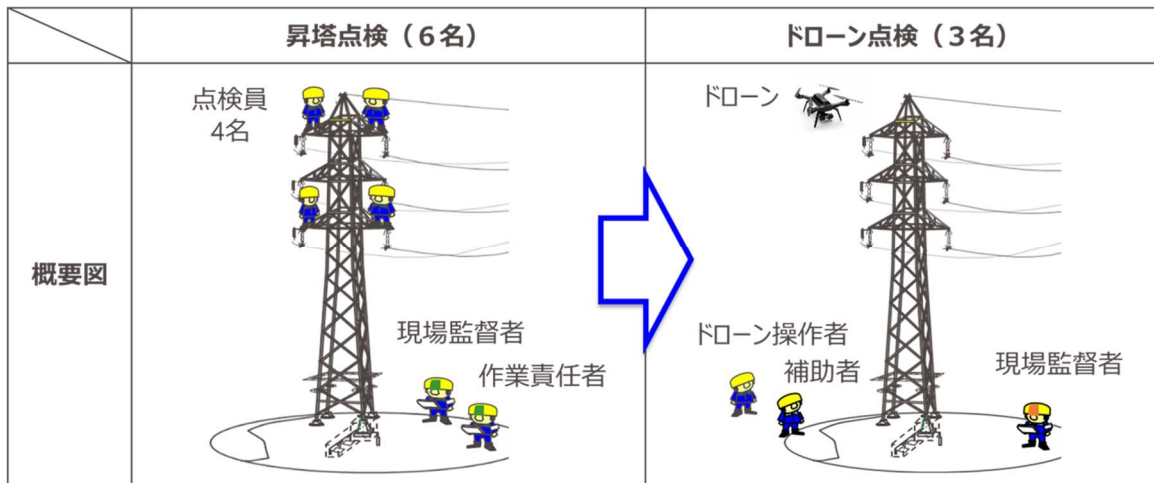 昇塔点検（６名）
ドローン点検（３名）
概要図
点検員
4名
現場監督者
作業責任者
ドローン
ドローン操作者
補助者
現場監督者